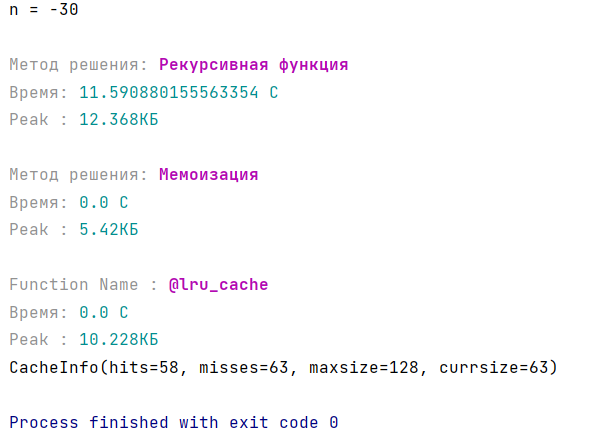 n = -30
Метод решения: Рекурсивная функция
Время: 11.590880155563354 С
Peak : 12.368КБ
Метод решения: Мемоизация
Время: 0.0 С
Peak : 5.42КБ
Function Name : @lru_cache
Время: 0.0 С
Peak : 10.228КБ
CacheInfo(hits=58, misses=63, maxsize=128, currsize=63)
Process finished with exit code 0